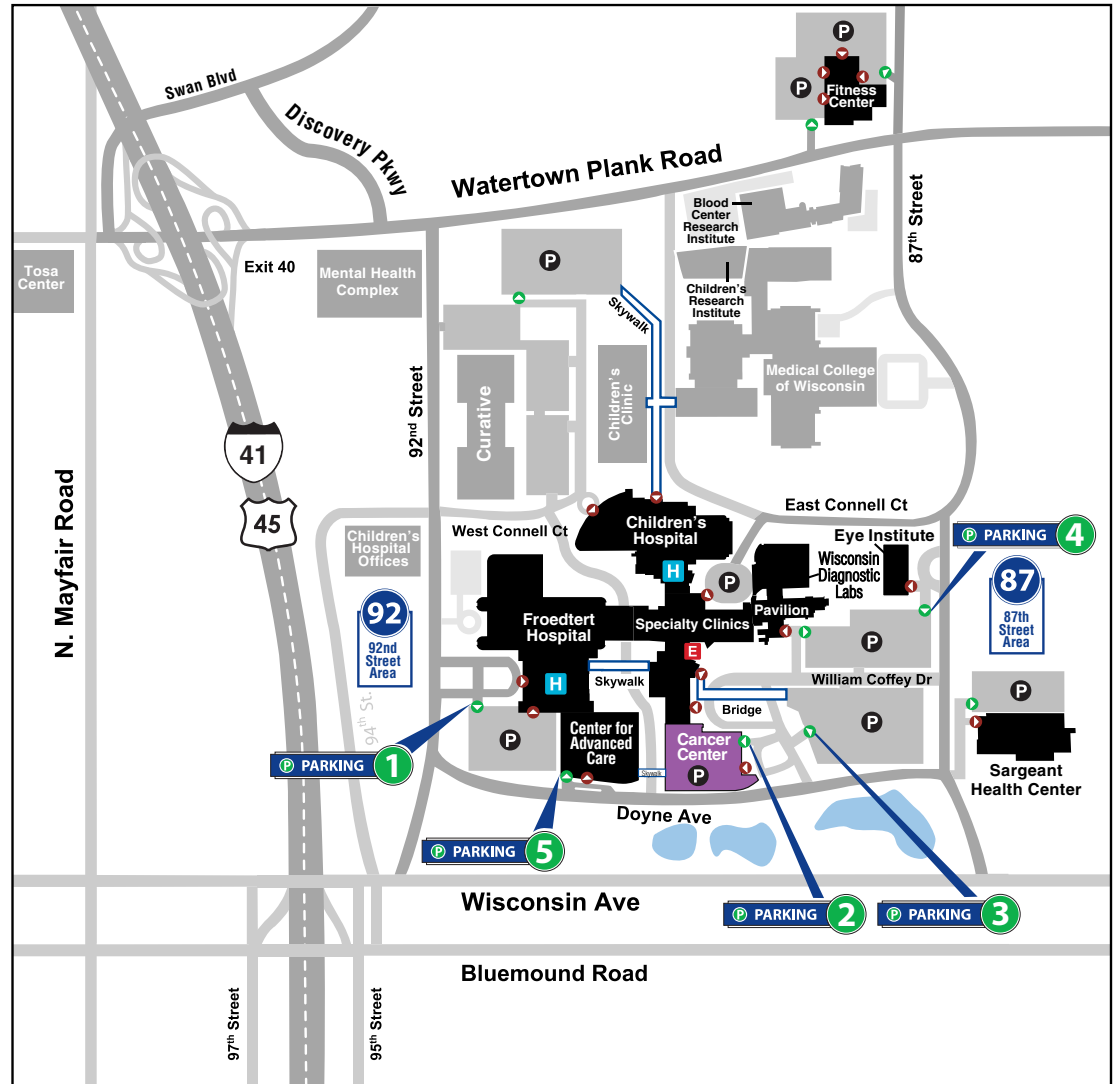 P
Swan Blvd
Fitness
Center
P
Discovery Pkwy
Watertown Plank Road
Blood
Center
Research
Institute
87th Street
Tosa
Center
Exit 40
Mental Health
Complex
P
Children's
Research
Institute
Skywalk
Medical College
of Wisconsin
Children's
Clinic
Curative
92nd Street
41
45
N. Mayfair Road
West Connell Ct
East Connell Ct
Children's
Hospital
Offices
Children's
Hospital
H
Eye Institute
Wisconsin
Diagnostic
Labs
P PARKING 4
P
92
92nd
Street
Area
87
87th
Street
Area
Froedtert
Hospital
Specialty Clinics
Pavilion
P
E
H
Skywalk
William Coffey Dr
P
Bridge
94th St.
P
P
Center for
Advanced
Care
Cancer
Center
P
Skywalk
P PARKING 1
Sargeant
Health Center
Doyne Ave
P PARKING 5
Wisconsin Ave
P PARKING 2
P PARKING 3
Bluemound Road
97th Street
95th Street